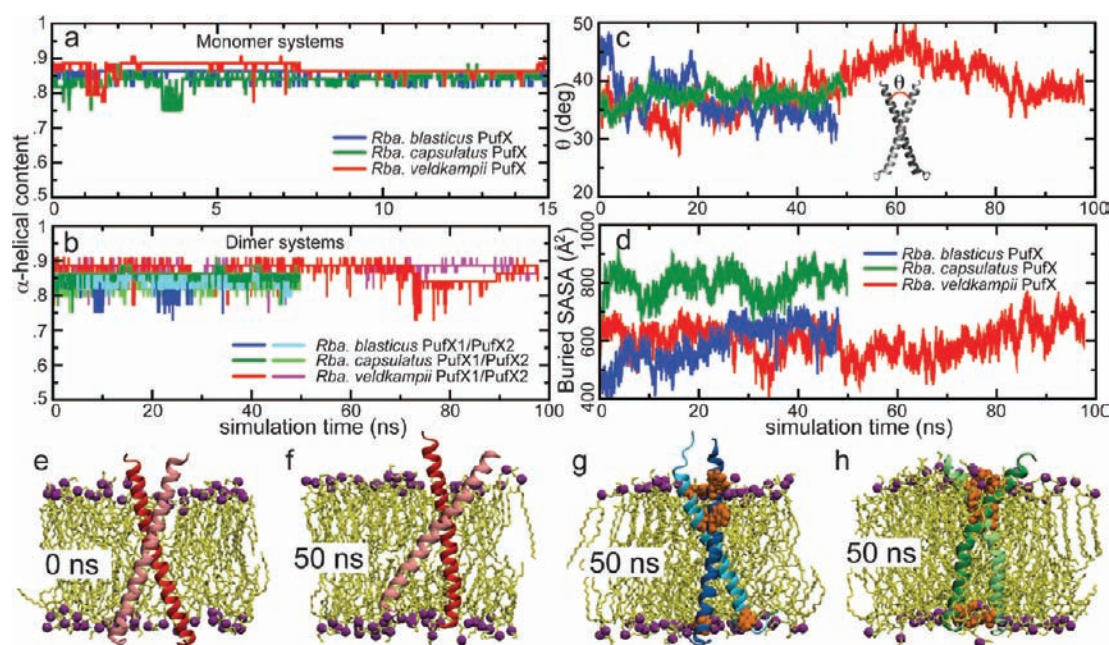 a Monomer systems
1
.9
.8
.7
.6
.5
Rba. blasticus PufX
Rba. capsulatus PufX
Rba. veldkampii PufX
0 5 10 15
α-helical content
b Dimer systems
1
.9
.8
.7
.6
.5
Rba. blasticus PufX1/PufX2
Rba. capsulatus PufX1/PufX2
Rba. veldkampii PufX1/PufX2
0 20 40 60 80 100
simulation time (ns)
c
θ (deg)
50
40
30
20
θ
0 20 40 60 80 100
d
Buried SASA (Å²)
1000
800
600
400
Rba. blasticus PufX
Rba. capsulatus PufX
Rba. veldkampii PufX
0 20 40 60 80 100
simulation time (ns)
e
0 ns
f
50 ns
g
50 ns
h
50 ns